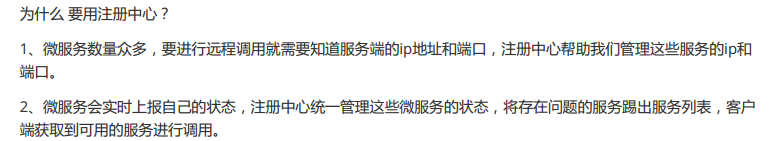 为什么 要用注册中心？
1、微服务数量众多，要进行远程调用就需要知道服务端的ip地址和端口，注册中心帮助我们管理这些服务的ip和
端口。
2、微服务会实时上报自己的状态，注册中心统一管理这些微服务的状态，将存在问题的服务踢出服务列表，客户
端获取到可用的服务进行调用。